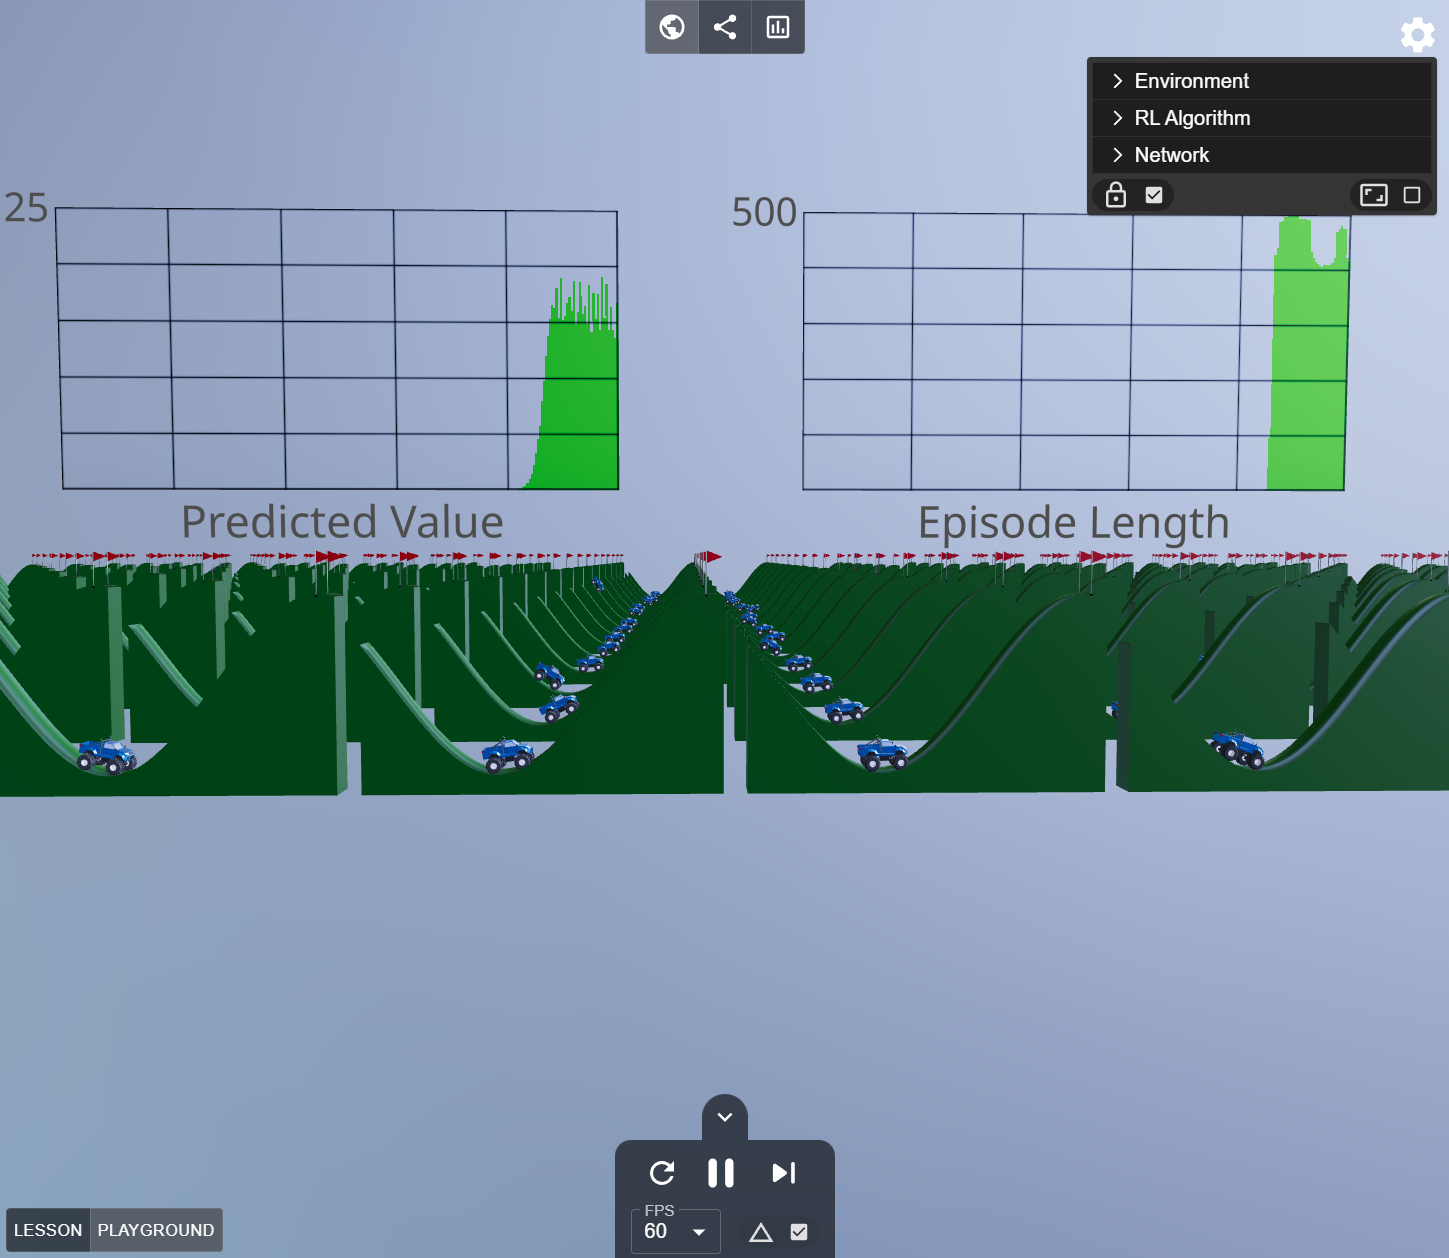 Environment
RL Algorithm
Network
25
500
Predicted Value
Episode Length
FPS
60
LESSON
PLAYGROUND